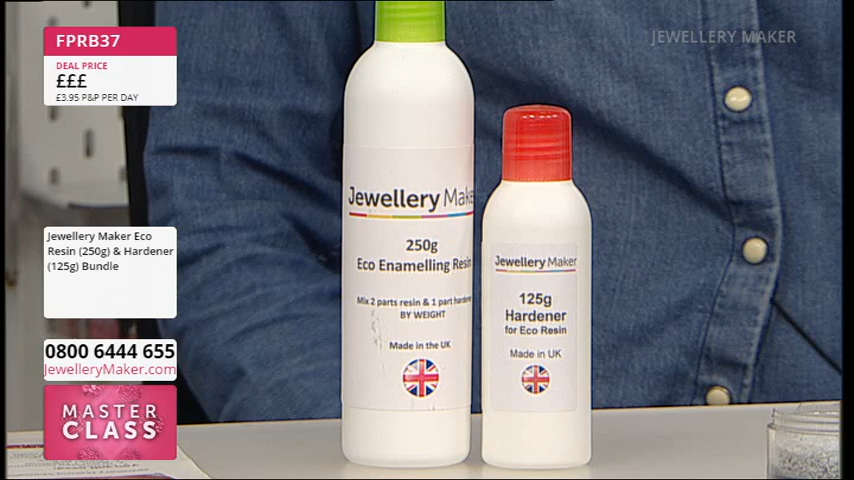 FPRB37
DEAL PRICE
£££
£3.95 P&P PER DAY
JEWELLERY MAKER
Jewellery Maker Eco
Resin (250g) & Hardener
(125g) Bundle
0800 6444 655
JewelleryMaker.com
MASTER
CLASS
Jewellery Make
250g
Eco Enamelling Resin
Mix 2 parts resin & 1 part hardene
BY WEIGHT
Made in the UK
Jewellery Maker
125g
Hardener
for Eco Resin
Made in UK